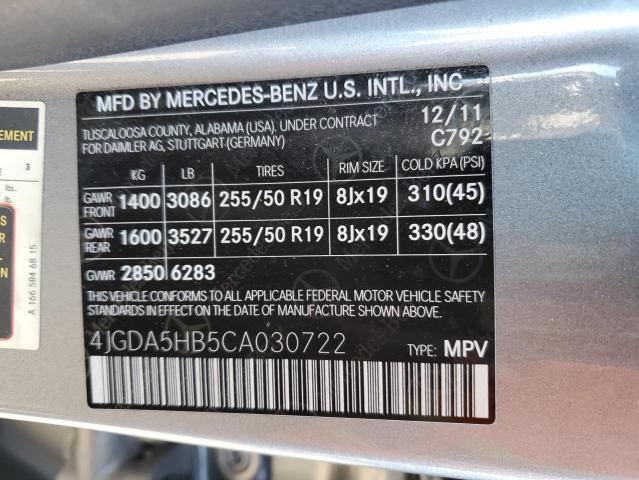 MFD BY MERCEDES-BENZ U.S. INTL., INC
TUSCALOOSA COUNTY, ALABAMA (USA). UNDER CONTRACT 12/11
FOR DAIMLER AG, STUTTGART (GERMANY) C792
KG LB TIRES RIM SIZE COLD KPA (PSI)
GAWR FRONT 1400 3086 255/50 R19 8Jx19 310(45)
GAWR REAR 1600 3527 255/50 R19 8Jx19 330(48)
GVWR 2850 6283
THIS VEHICLE CONFORMS TO ALL APPLICABLE FEDERAL MOTOR VEHICLE SAFETY
STANDARDS IN EFFECT ON THE DATE OF MANUFACTURE SHOWN ABOVE.
4JGDA5HB5CA030722
TYPE: MPV
EMENT
E 3
lbs.
lbs.
A 166 584 68 15